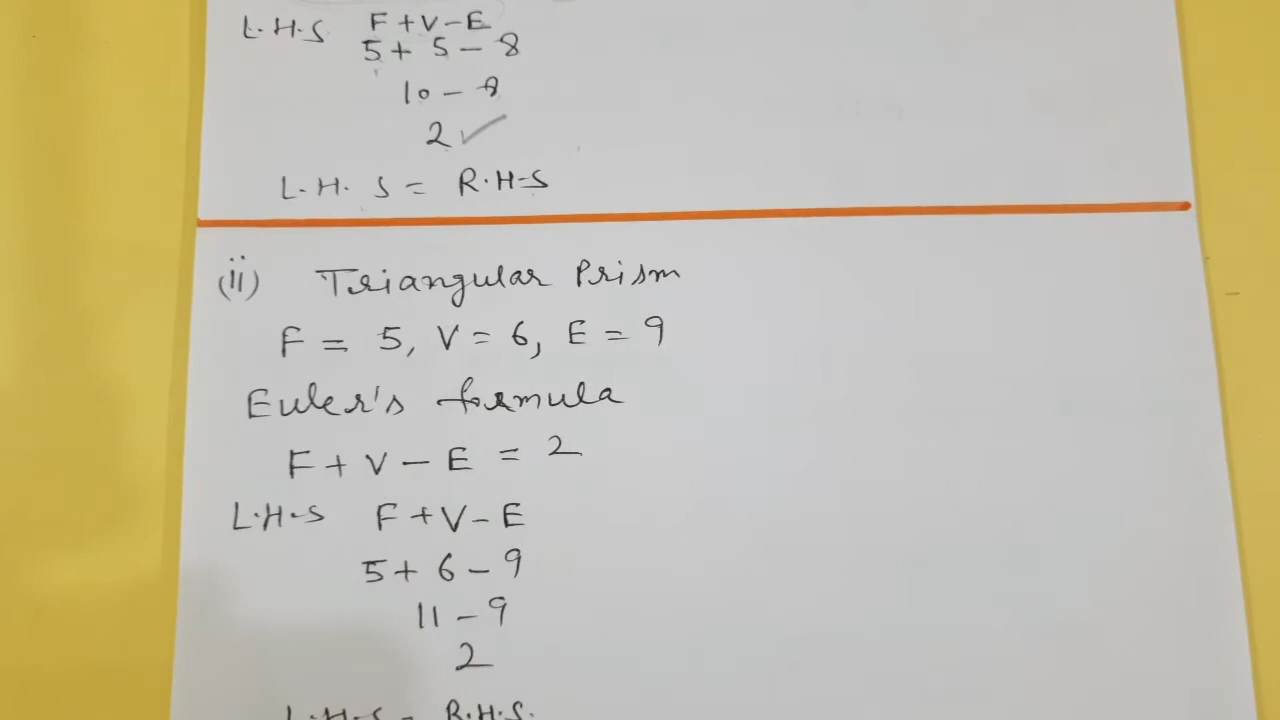 L.H.S F+V-E
5+ 5- 8
10 - 8
2✓
L.H.S = R.H.S
(ii) Triangular Prism
F = 5, V = 6, E = 9
Euler's formula
F+V-E = 2
L.H.S F+V-E
5+ 6-9
11-9
2
L.H.S = R.H.S.